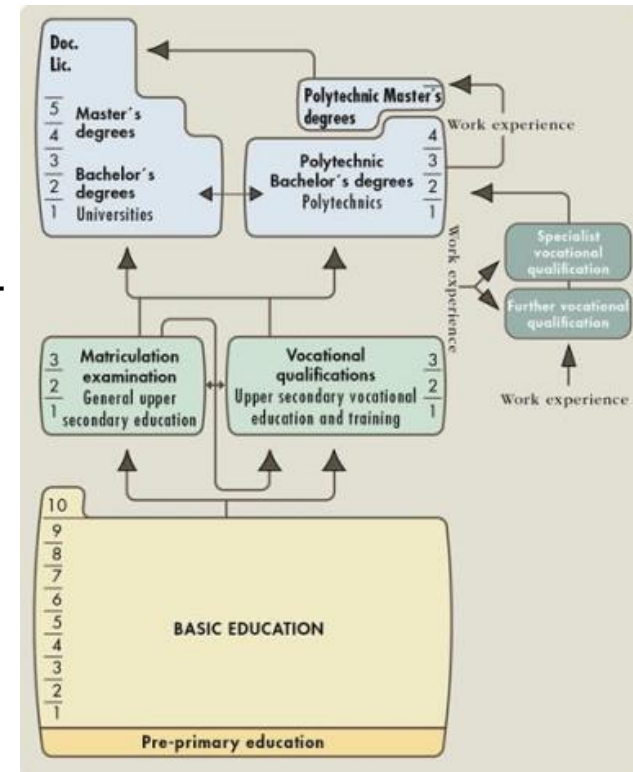 Doc.
Lic.
5
4
3
2
1
Master´s
degrees
Bachelor´s
degrees
Universities
Polytechnic Master´s
degrees
Work experience
Polytechnic
Bachelor´s degrees
Polytechnics
4
3
2
1
Work experience
Specialist
vocational
qualification
Further vocational
qualification
Work experience
3
2
1
Matriculation
examination
General upper
secondary education
Vocational
qualifications
Upper secondary vocational
education and training
3
2
1
10
9
8
7
6
5
4
3
2
1
BASIC EDUCATION
Pre-primary education